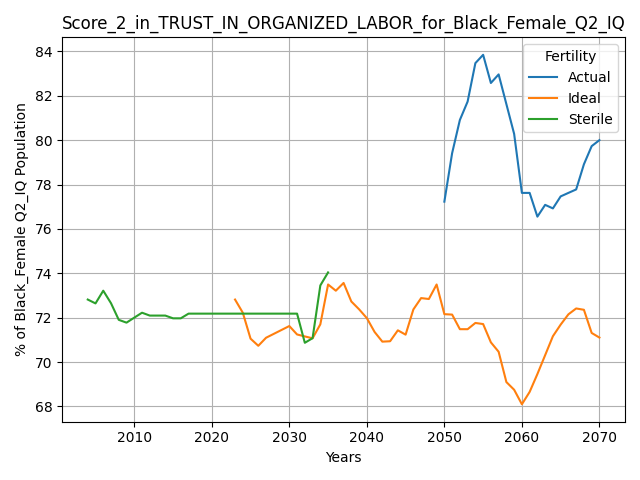 Score_2_in_TRUST_IN_ORGANIZED_LABOR_for_Black_Female_Q2_IQ
% of Black_Female Q2_IQ Population
84
82
80
78
76
74
72
70
68
Fertility
Actual
Ideal
Sterile
2010 2020 2030 2040 2050 2060 2070
Years